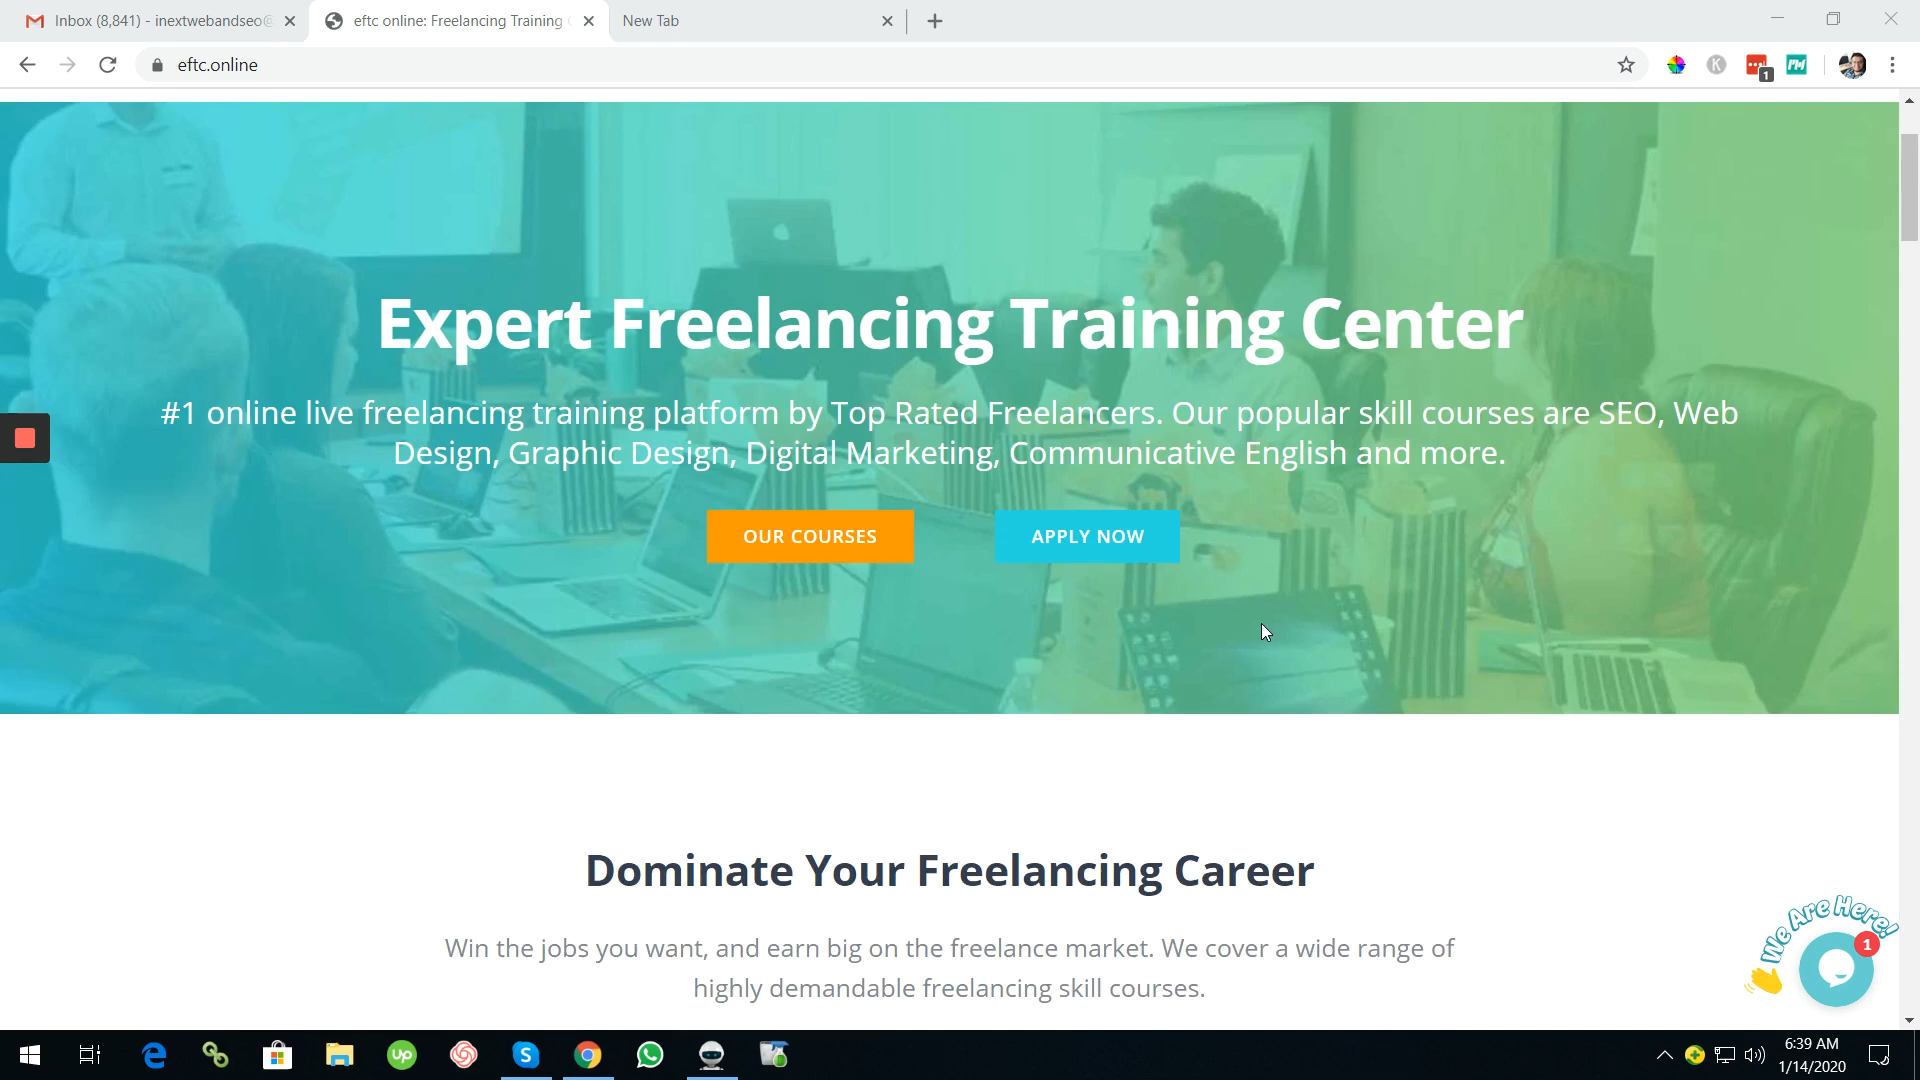 Inbox (8,841) - inextwebandseo@
eftc online: Freelancing Training
New Tab
eftc.online
K
1
Expert Freelancing Training Center
#1 online live freelancing training platform by Top Rated Freelancers. Our popular skill courses are SEO, Web
Design, Graphic Design, Digital Marketing, Communicative English and more.
OUR COURSES
APPLY NOW
Dominate Your Freelancing Career
Win the jobs you want, and earn big on the freelance market. We cover a wide range of
highly demandable freelancing skill courses.
We Are Here!
1
up
S
6:39 AM
1/14/2020